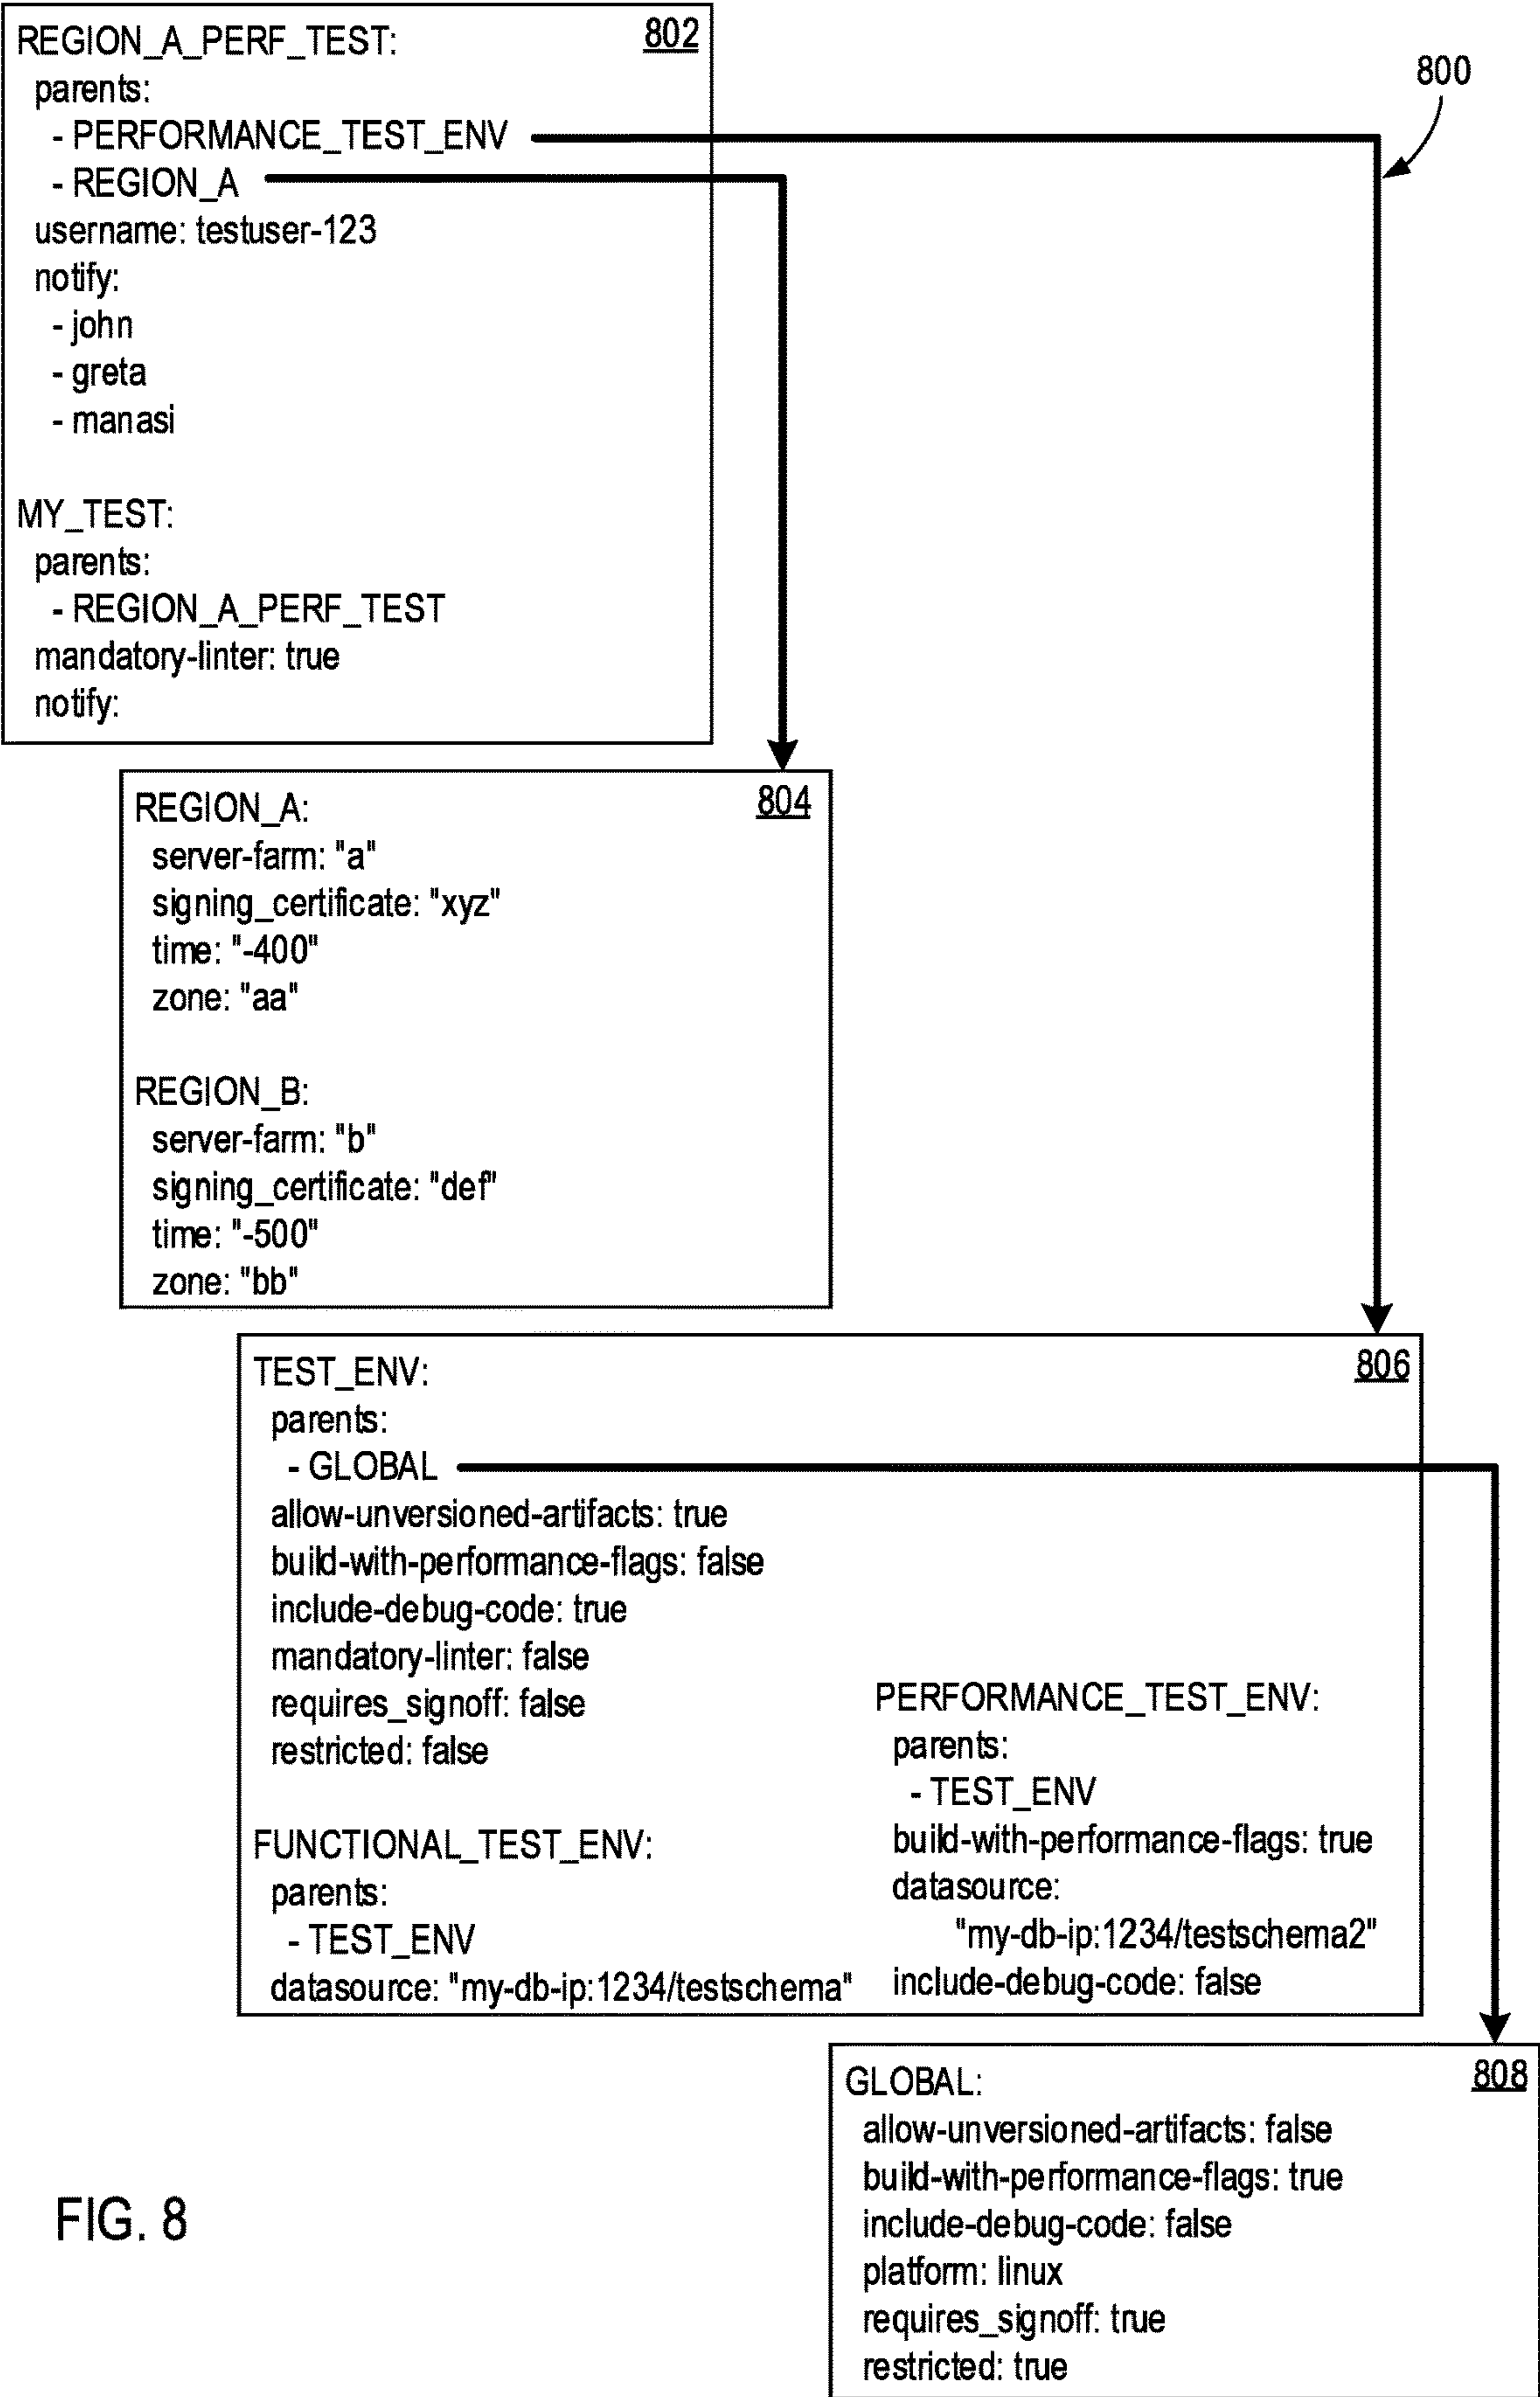 REGION_A_PERF_TEST:
802
parents:
- PERFORMANCE_TEST_ENV
- REGION_A
username: testuser-123
notify:
- john
- greta
- manasi
MY_TEST:
parents:
- REGION_A_PERF_TEST
mandatory-linter: true
notify:
800
REGION_A:
804
server-farm: "a"
signing_certificate: "xyz"
time: "-400"
zone: "aa"
REGION_B:
server-farm: "b"
signing_certificate: "def"
time: "-500"
zone: "bb"
TEST_ENV:
806
parents:
- GLOBAL
allow-unversioned-artifacts: true
build-with-performance-flags: false
include-debug-code: true
mandatory-linter: false
requires_signoff: false
restricted: false
FUNCTIONAL_TEST_ENV:
parents:
- TEST_ENV
datasource: "my-db-ip:1234/testschema"
PERFORMANCE_TEST_ENV:
parents:
- TEST_ENV
build-with-performance-flags: true
datasource:
"my-db-ip:1234/testschema2"
include-debug-code: false
GLOBAL:
808
allow-unversioned-artifacts: false
build-with-performance-flags: true
include-debug-code: false
platform: linux
requires_signoff: true
restricted: true
FIG. 8